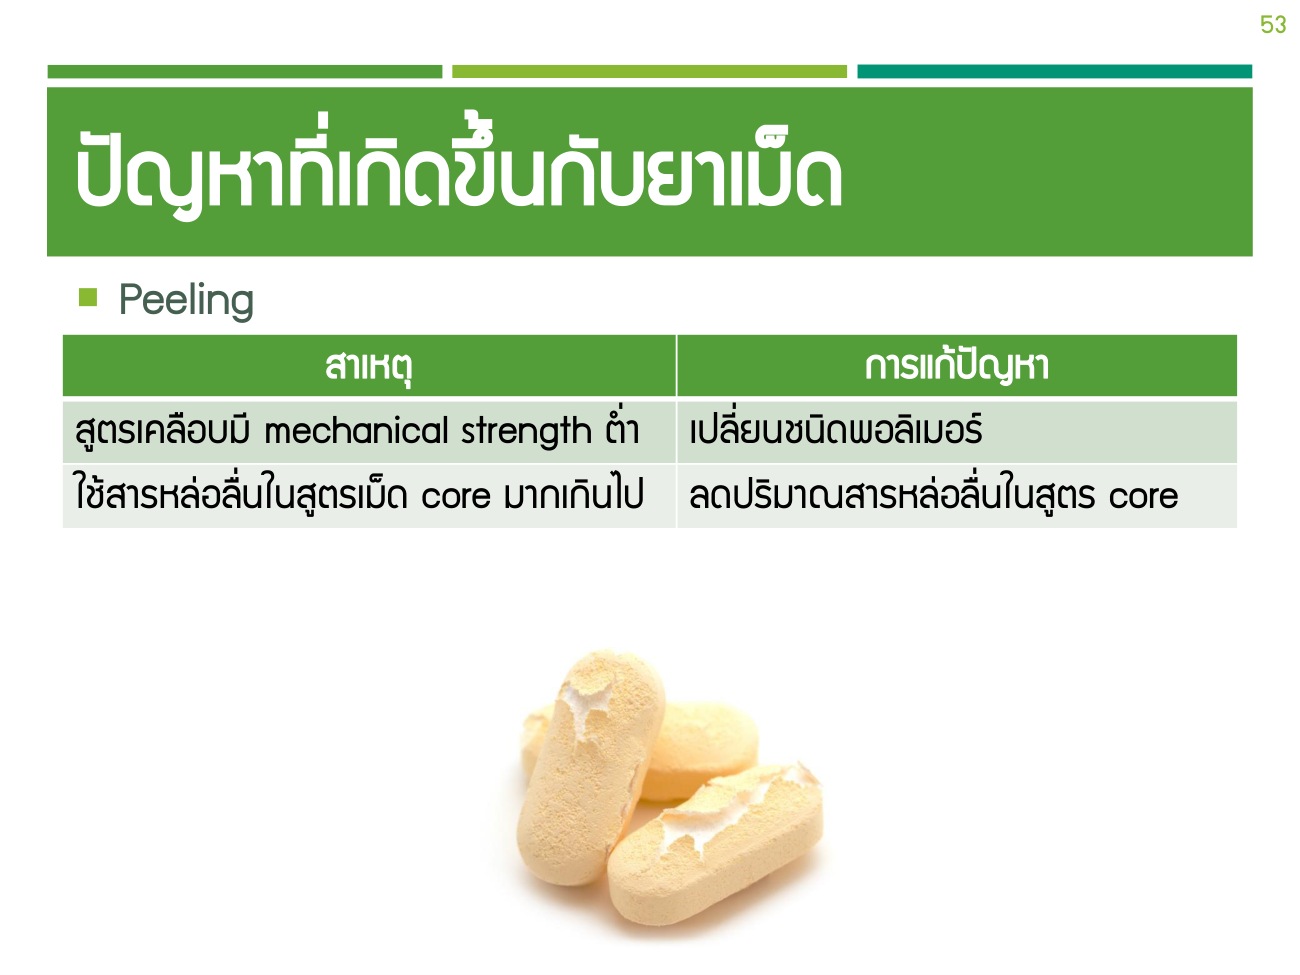 53
ปัญหาที่เกิดขึ้นกับยาเม็ด
Peeling
สาเหตุ
การแก้ปัญหา
สูตรเคลือบมี mechanical strength ต่ำ
เปลี่ยนชนิดพอลิเมอร์
ใช้สารหล่อลื่นในสูตรเม็ด core มากเกินไป
ลดปริมาณสารหล่อลื่นในสูตร core